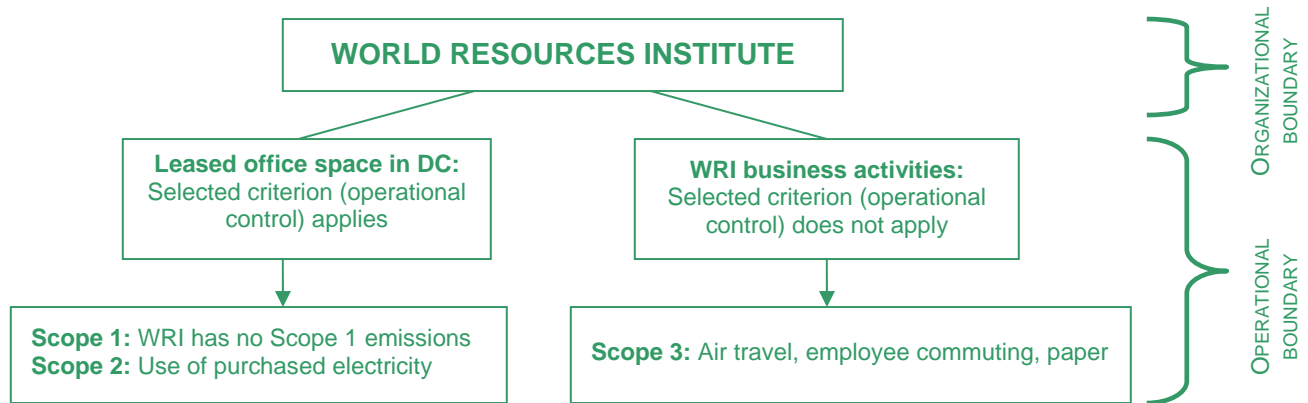 WORLD RESOURCES INSTITUTE
ORGANIZATIONAL
BOUNDARY
Leased office space in DC:
Selected criterion (operational
control) applies
WRI business activities:
Selected criterion (operational
control) does not apply
OPERATIONAL
BOUNDARY
Scope 1: WRI has no Scope 1 emissions
Scope 2: Use of purchased electricity
Scope 3: Air travel, employee commuting, paper